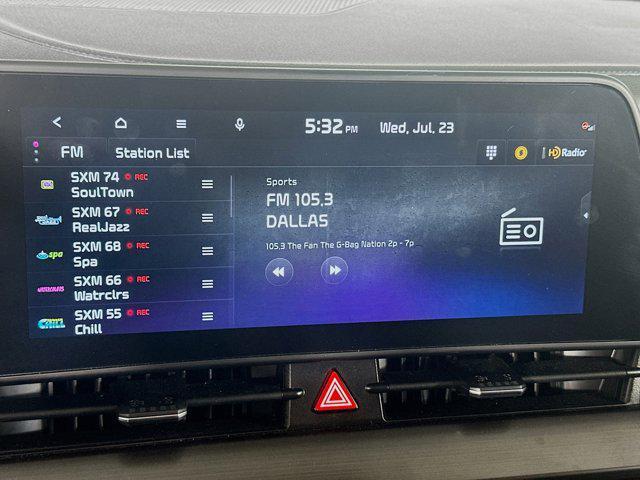 5:32 PM Wed, Jul, 23
FM Station List HD Radio
SXM 74 REC
SoulTown
SXM 67 REC
RealJazz
spa SXM 68 REC
Spa
SXM 66 REC
Watrclrs
CHILL SXM 55 REC
Chill
Sports
FM 105.3
DALLAS
105.3 The Fan The G-Bag Nation 2p - 7p